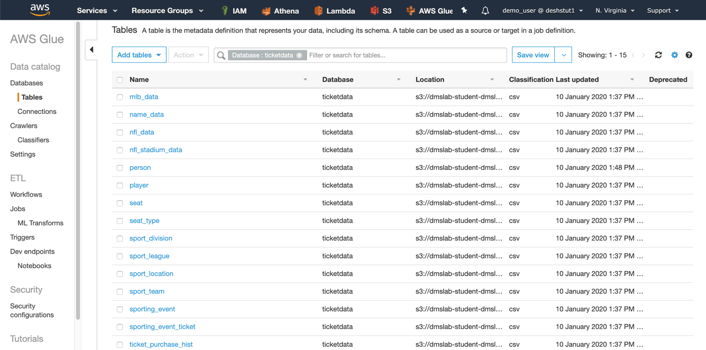 aws Services Resource Groups IAM Athena Lambda S3 AWS Glue demo_user @ deshstut1 N. Virginia Support
AWS Glue
Data catalog
Databases
Tables
Connections
Crawlers
Classifiers
Settings
ETL
Workflows
Jobs
ML Transforms
Triggers
Dev endpoints
Notebooks
Security
Security
configurations
Tutorials
Tables A table is the metadata definition that represents your data, including its schema. A table can be used as a source or target in a job definition.
Add tables Action Database : ticketdata Filter or search for tables... Save view Showing: 1 - 15
Name Database Location Classification Last updated Deprecated
mlb_data ticketdata s3://dmslab-student-dmsl... csv 10 January 2020 1:37 PM ...
name_data ticketdata s3://dmslab-student-dmsl... csv 10 January 2020 1:37 PM ...
nfl_data ticketdata s3://dmslab-student-dmsl... csv 10 January 2020 1:37 PM ...
nfl_stadium_data ticketdata s3://dmslab-student-dmsl... csv 10 January 2020 1:37 PM ...
person ticketdata s3://dmslab-student-dmsl... csv 10 January 2020 1:48 PM ...
player ticketdata s3://dmslab-student-dmsl... csv 10 January 2020 1:37 PM ...
seat ticketdata s3://dmslab-student-dmsl... csv 10 January 2020 1:37 PM ...
seat_type ticketdata s3://dmslab-student-dmsl... csv 10 January 2020 1:37 PM ...
sport_division ticketdata s3://dmslab-student-dmsl... csv 10 January 2020 1:37 PM ...
sport_league ticketdata s3://dmslab-student-dmsl... csv 10 January 2020 1:37 PM ...
sport_location ticketdata s3://dmslab-student-dmsl... csv 10 January 2020 1:37 PM ...
sport_team ticketdata s3://dmslab-student-dmsl... csv 10 January 2020 1:37 PM ...
sporting_event ticketdata s3://dmslab-student-dmsl... csv 10 January 2020 1:37 PM ...
sporting_event_ticket ticketdata s3://dmslab-student-dmsl... csv 10 January 2020 1:37 PM ...
ticket_purchase_hist ticketdata s3://dmslab-student-dmsl... csv 10 January 2020 1:37 PM ...